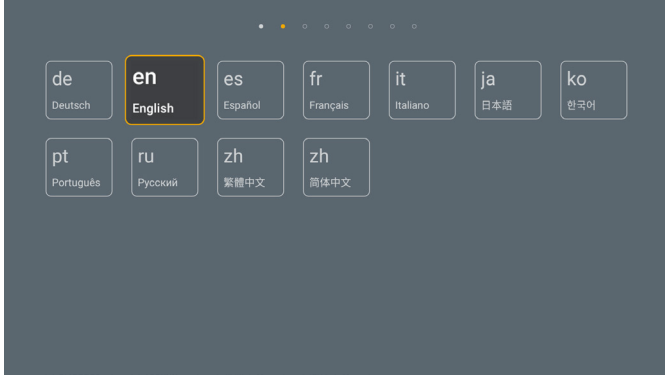 de
Deutsch
en
English
es
Español
fr
Français
it
Italiano
ja
日本語
ko
한국어
pt
Português
ru
Русский
zh
繁體中文
zh
简体中文